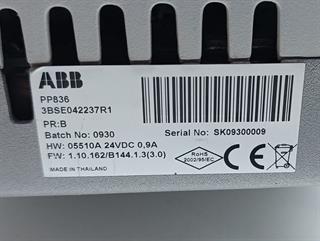 ABB
PP836
3BSE042237R1
PR:B
Batch No: 0930 Serial No: SK09300009
HW: 05510A 24VDC 0,9A
FW: 1.10.162/B144.1.3(3.0)
MADE IN THAILAND
RoHS
2002/95/EC
CE